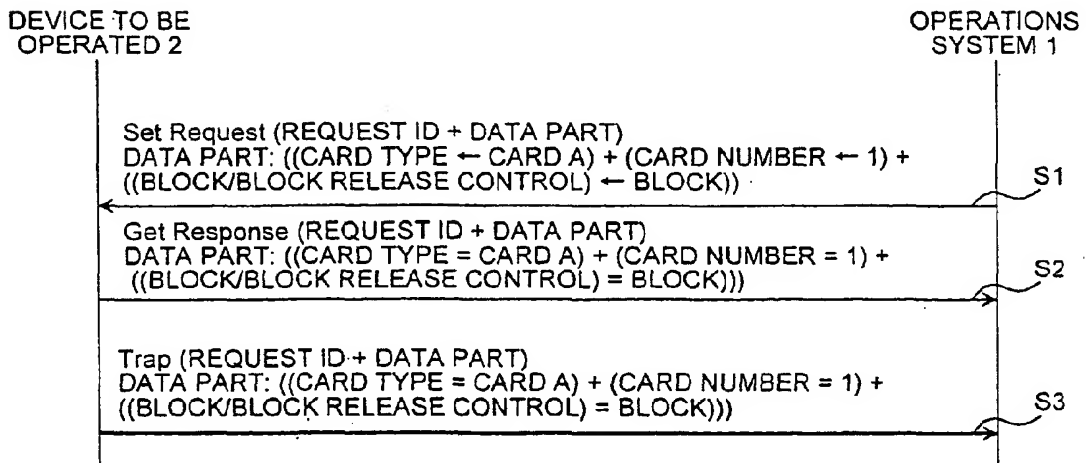 DEVICE TO BE
OPERATED 2
OPERATIONS
SYSTEM 1
Set Request (REQUEST ID + DATA PART)
DATA PART: ((CARD TYPE ← CARD A) + (CARD NUMBER ← 1) +
((BLOCK/BLOCK RELEASE CONTROL) ← BLOCK))
S1
Get Response (REQUEST ID + DATA PART)
DATA PART: ((CARD TYPE = CARD A) + (CARD NUMBER = 1) +
((BLOCK/BLOCK RELEASE CONTROL) = BLOCK)))
S2
Trap (REQUEST ID + DATA PART)
DATA PART: ((CARD TYPE = CARD A) + (CARD NUMBER = 1) +
((BLOCK/BLOCK RELEASE CONTROL) = BLOCK)))
S3